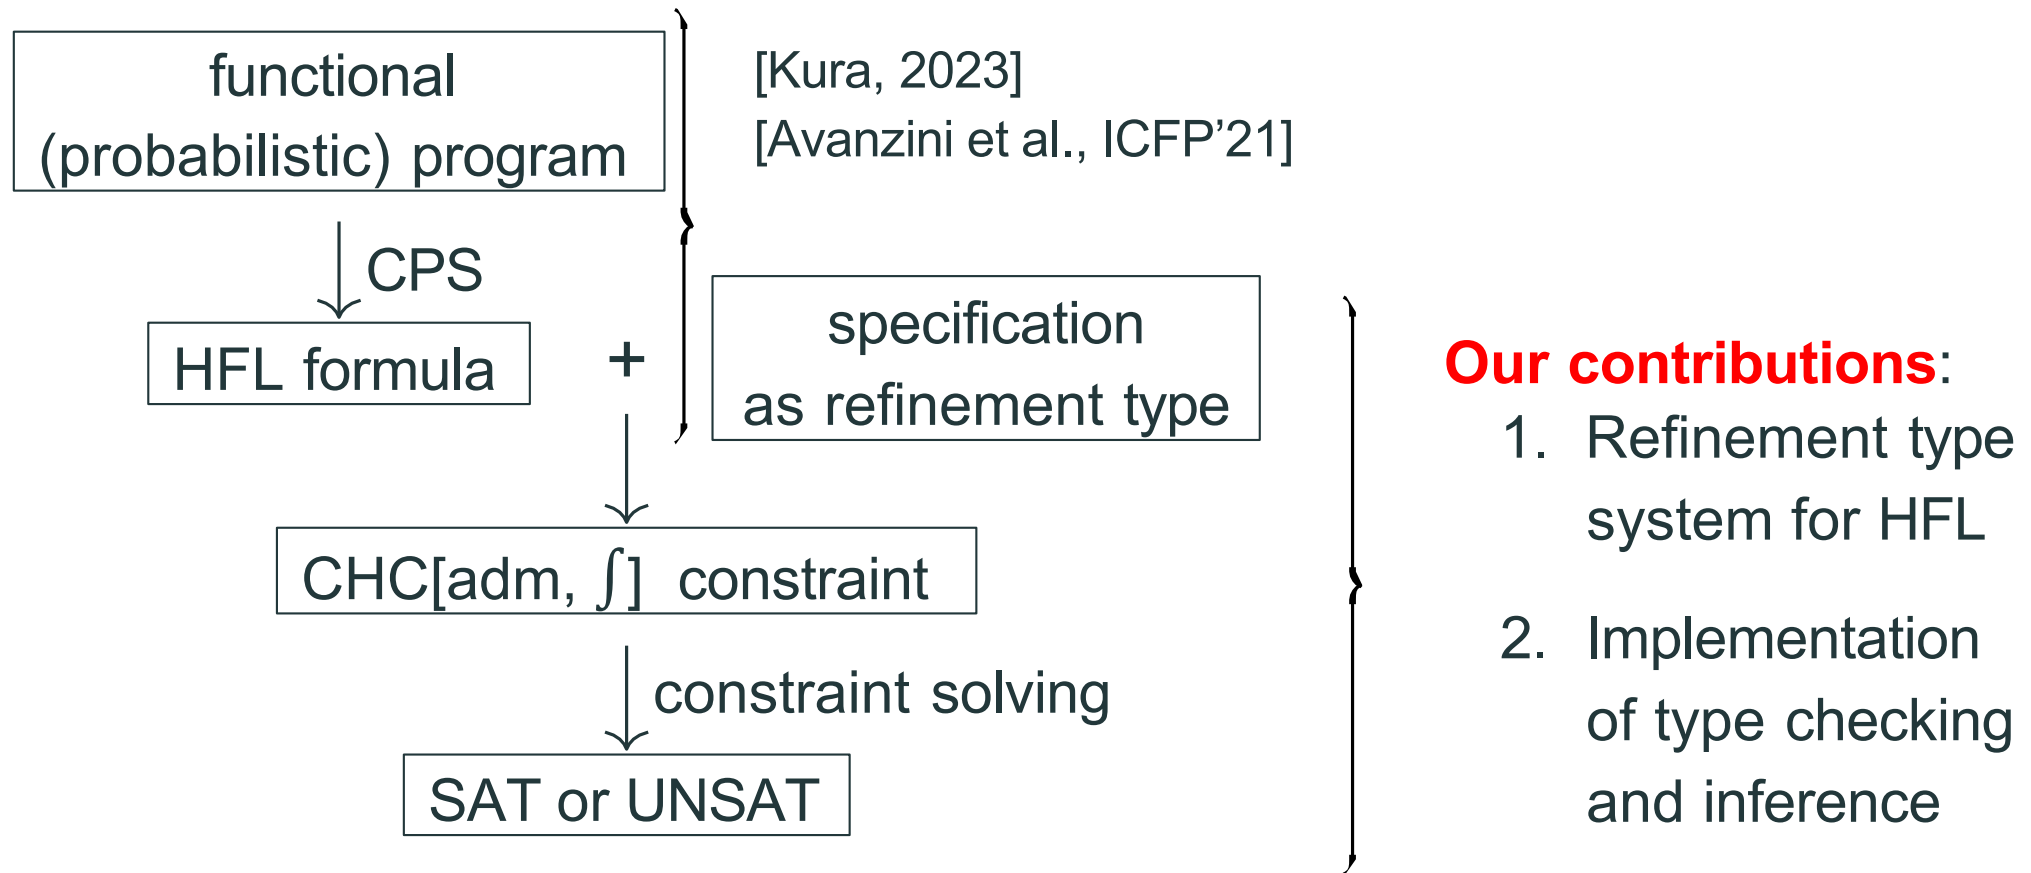 functional
(probabilistic) program
[Kura, 2023]
[Avanzini et al., ICFP’21]
CPS
HFL formula
+
specification
as refinement type
CHC[adm, ∫] constraint
constraint solving
SAT or UNSAT
Our contributions:
1. Refinement type
system for HFL
2. Implementation
of type checking
and inference